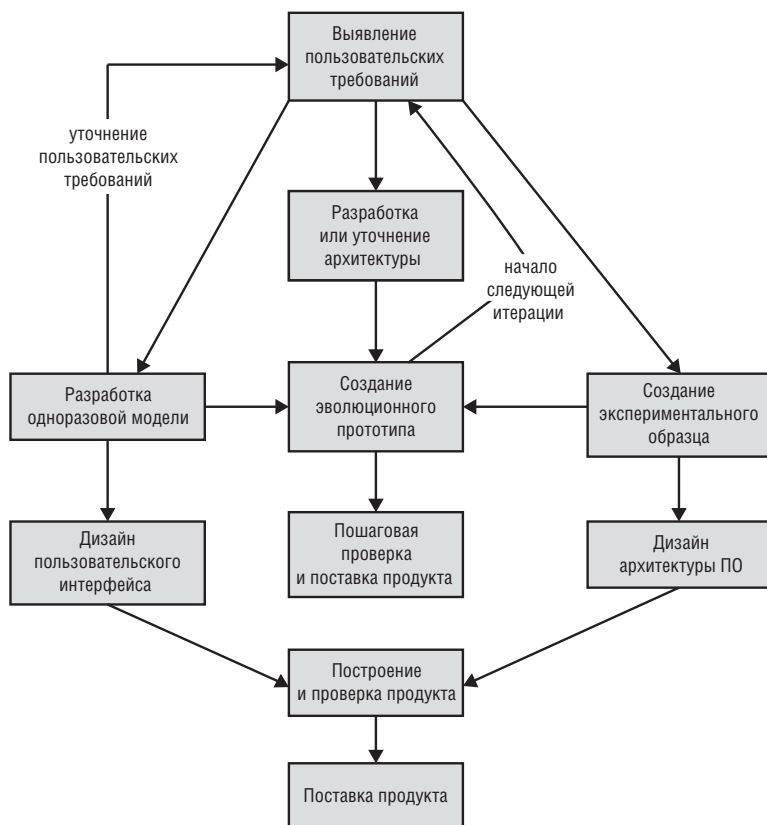 Выявление
пользовательских
требований
уточнение
пользовательских
требований
Разработка
или уточнение
архитектуры
начало
следующей
итерации
Разработка
одноразовой модели
Создание
эволюционного
прототипа
Создание
экспериментального
образца
Дизайн
пользовательского
интерфейса
Пошаговая
проверка
и поставка продукта
Дизайн
архитектуры ПО
Построение
и проверка продукта
Поставка продукта